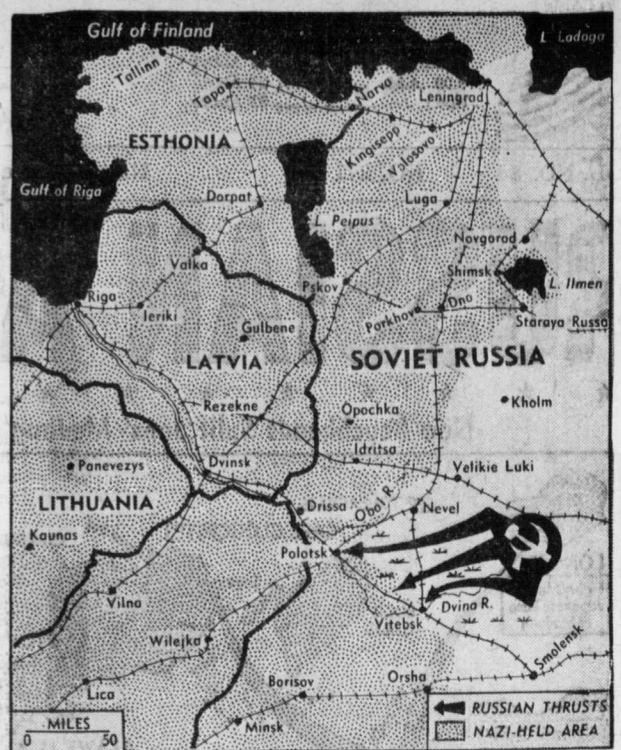 Gulf of Finland
L. Ladoga
Tallinn
Tapa
Narva
Leningrad
Kingisepp
Volosovo
ESTHONIA
Gulf of Riga
Dorpat
L. Peipus
Luga
Novgorod
Valka
Pskov
Shimsk
L. Ilmen
Riga
Ieriki
Gulbene
Porkhov
Dno
Staraya Russa
LATVIA
SOVIET RUSSIA
Rezekne
Opochka
Kholm
Idritsa
Panevezys
Dvinsk
Velikie Luki
LITHUANIA
Drissa
Obol R.
Nevel
Kaunas
Polotsk
Vilna
Dvina R.
Vitebsk
Wilejka
Smolensk
Lica
Borisov
Orsha
Minsk
MILES
0 50
RUSSIAN THRUSTS
NAZI-HELD AREA